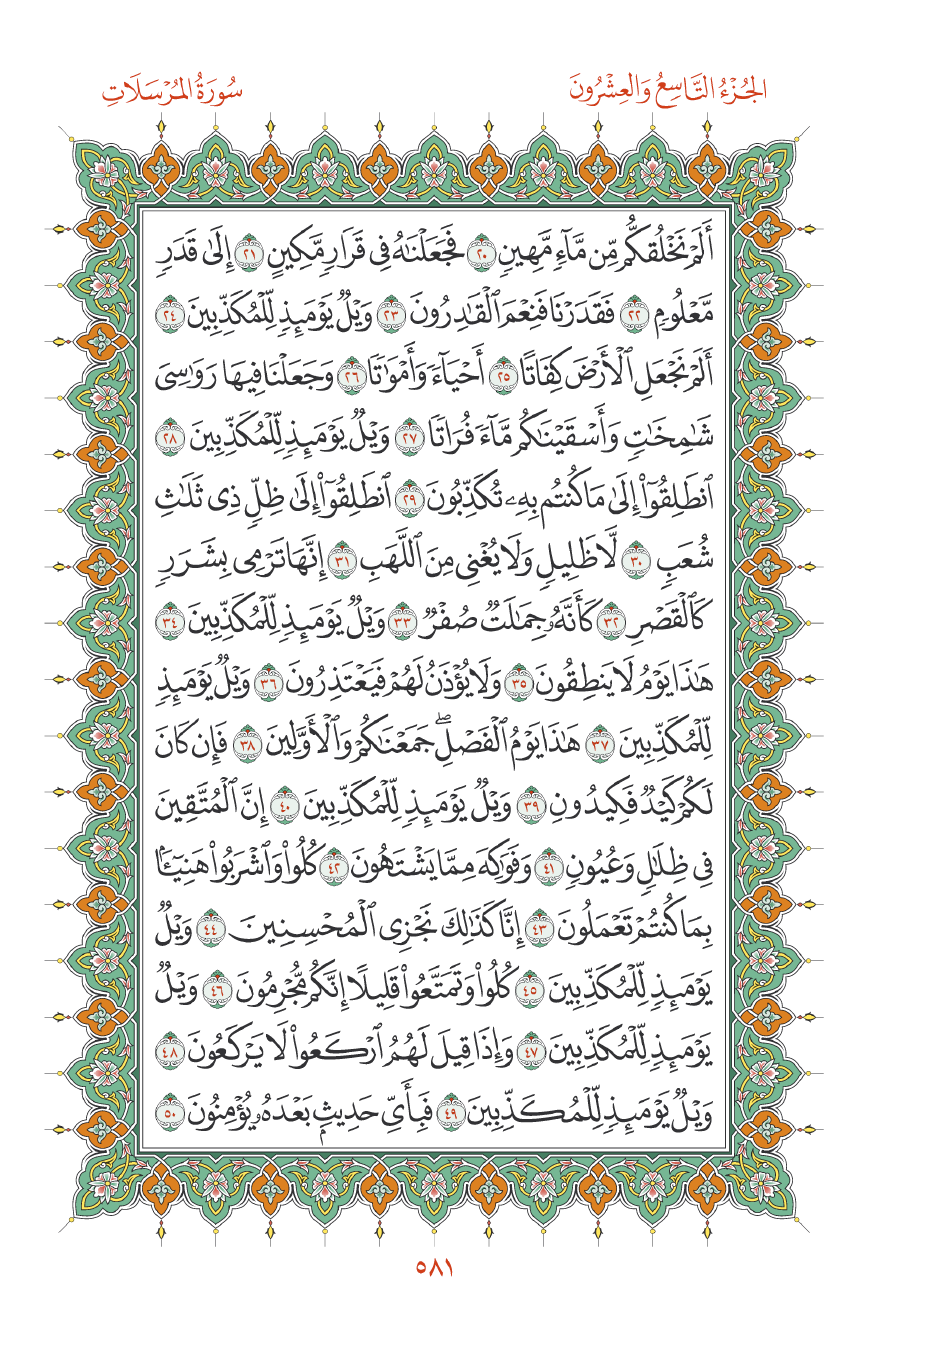 الجُزْءُ التَّاسِعُ وَالعِشْرُونَ
سُورَةُ المُرْسَلَاتِ
أَلَمْ نَخْلُقكُّم مِّن مَّآءٖ مَّهِينٖ ٢٠ فَجَعَلْنَٰهُ فِي قَرَارٖ مَّكِينٍ ٢١ إِلَىٰ قَدَرٖ
مَّعْلُومٖ ٢٢ فَقَدَرْنَا فَنِعْمَ ٱلْقَٰدِرُونَ ٢٣ وَيْلٞ يَوْمَئِذٖ لِّلْمُكَذِّبِينَ ٢٤
أَلَمْ نَجْعَلِ ٱلْأَرْضَ كِفَاتًا ٢٥ أَحْيَآءٗ وَأَمْوَٰتٗا ٢٦ وَجَعَلْنَا فِيهَا رَوَٰسِيَ
شَٰمِخَٰتٖ وَأَسْقَيْنَٰكُم مَّآءٗ فُرَاتٗا ٢٧ وَيْلٞ يَوْمَئِذٖ لِّلْمُكَذِّبِينَ ٢٨
ٱنطَلِقُوٓا۟ إِلَىٰ مَا كُنتُم بِهِۦ تُكَذِّبُونَ ٢٩ ٱنطَلِقُوٓا۟ إِلَىٰ ظِلّٖ ذِي ثَلَٰثِ
شُعَبٖ ٣٠ لَّا ظَلِيلٖ وَلَا يُغْنِي مِنَ ٱللَّهَبِ ٣١ إِنَّهَا تَرْمِي بِشَرَرٖ
كَٱلْقَصْرِ ٣٢ كَأَنَّهُۥ جِمَٰلَتٞ صُفْرٞ ٣٣ وَيْلٞ يَوْمَئِذٖ لِّلْمُكَذِّبِينَ ٣٤
هَٰذَا يَوْمُ لَا يَنطِقُونَ ٣٥ وَلَا يُؤْذَنُ لَهُمْ فَيَعْتَذِرُونَ ٣٦ وَيْلٞ يَوْمَئِذٖ
لِّلْمُكَذِّبِينَ ٣٧ هَٰذَا يَوْمُ ٱلْفَصْلِۖ جَمَعْنَٰكُمْ وَٱلْأَوَّلِينَ ٣٨ فَإِن كَانَ
لَكُمْ كَيْدٞ فَكِيدُونِ ٣٩ وَيْلٞ يَوْمَئِذٖ لِّلْمُكَذِّبِينَ ٤٠ إِنَّ ٱلْمُتَّقِينَ
فِي ظِلَٰلٖ وَعُيُونٖ ٤١ وَفَوَٰكِهَ مِمَّا يَشْتَهُونَ ٤٢ كُلُوا۟ وَٱشْرَبُوا۟ هَنِيٓـَٔۢا
بِمَا كُنتُمْ تَعْمَلُونَ ٤٣ إِنَّا كَذَٰلِكَ نَجْزِي ٱلْمُحْسِنِينَ ٤٤ وَيْلٞ
يَوْمَئِذٖ لِّلْمُكَذِّبِينَ ٤٥ كُلُوا۟ وَتَمَتَّعُوا۟ قَلِيلًا إِنَّكُم مُّجْرِمُونَ ٤٦ وَيْلٞ
يَوْمَئِذٖ لِّلْمُكَذِّبِينَ ٤٧ وَإِذَا قِيلَ لَهُمُ ٱرْكَعُوا۟ لَا يَرْكَعُونَ ٤٨
وَيْلٞ يَوْمَئِذٖ لِّلْمُكَذِّبِينَ ٤٩ فَبِأَيِّ حَدِيثِۭ بَعْدَهُۥ يُؤْمِنُونَ ٥٠
٥٨١